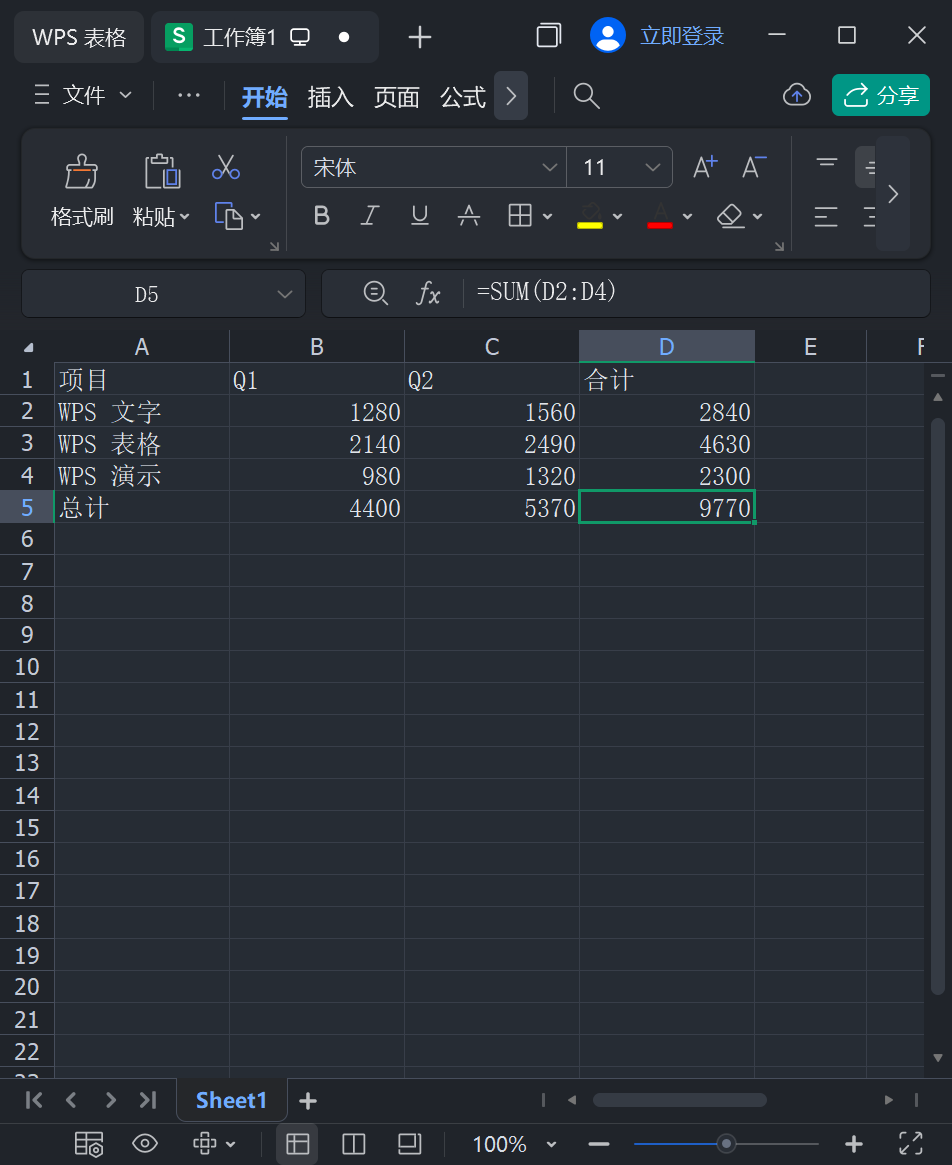 WPS 表格 S 工作簿1 立即登录
文件 ··· 开始 插入 页面 公式 分享
宋体 11 A+ A-
格式刷 粘贴 B I U A A
D5 fx =SUM(D2:D4)
A B C D E F
1 项目 Q1 Q2 合计
2 WPS 文字 1280 1560 2840
3 WPS 表格 2140 2490 4630
4 WPS 演示 980 1320 2300
5 总计 4400 5370 9770
6
7
8
9
10
11
12
13
14
15
16
17
18
19
20
21
22
Sheet1
100%